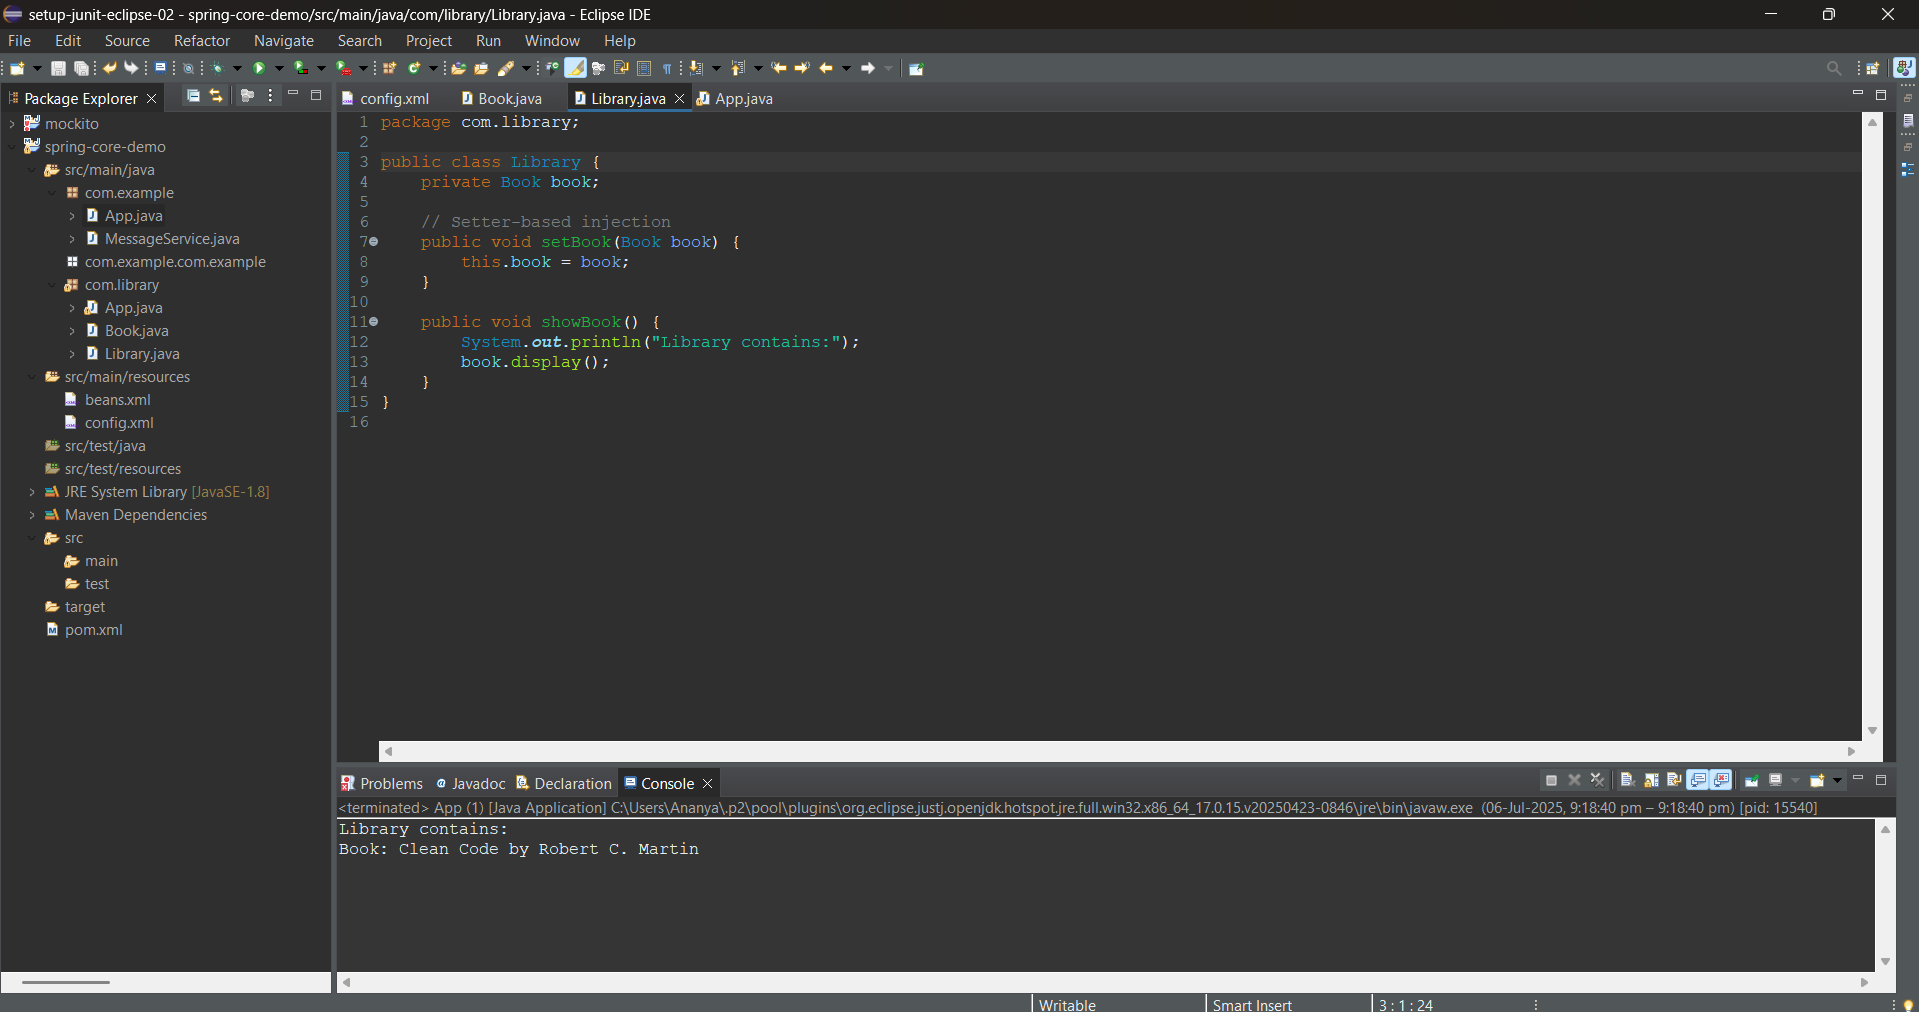 setup-junit-eclipse-02 - spring-core-demo/src/main/java/com/library/Library.java - Eclipse IDE
File Edit Source Refactor Navigate Search Project Run Window Help
Package Explorer
mockito
spring-core-demo
src/main/java
com.example
App.java
MessageService.java
com.example.com.example
com.library
App.java
Book.java
Library.java
src/main/resources
beans.xml
config.xml
src/test/java
src/test/resources
JRE System Library [JavaSE-1.8]
Maven Dependencies
src
main
test
target
pom.xml
config.xml Book.java Library.java App.java
1 package com.library;
2
3 public class Library {
4 private Book book;
5
6 // Setter-based injection
7 public void setBook(Book book) {
8 this.book = book;
9 }
10
11 public void showBook() {
12 System.out.println("Library contains:");
13 book.display();
14 }
15 }
16
Problems Javadoc Declaration Console
<terminated> App (1) [Java Application] C:\Users\Ananya\.p2\pool\plugins\org.eclipse.justj.openjdk.hotspot.jre.full.win32.x86_64_17.0.15.v20250423-0846\jre\bin\javaw.exe (06-Jul-2025, 9:18:40 pm – 9:18:40 pm) [pid: 15540]
Library contains:
Book: Clean Code by Robert C. Martin
Writable Smart Insert 3 : 1 : 24